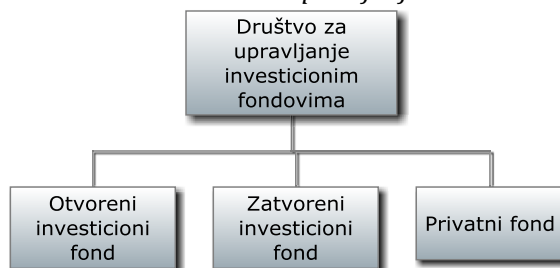 Društvo za
upravljanje
investicionim
fondovima
Otvoreni
investicioni
fond
Zatvoreni
investicioni
fond
Privatni fond